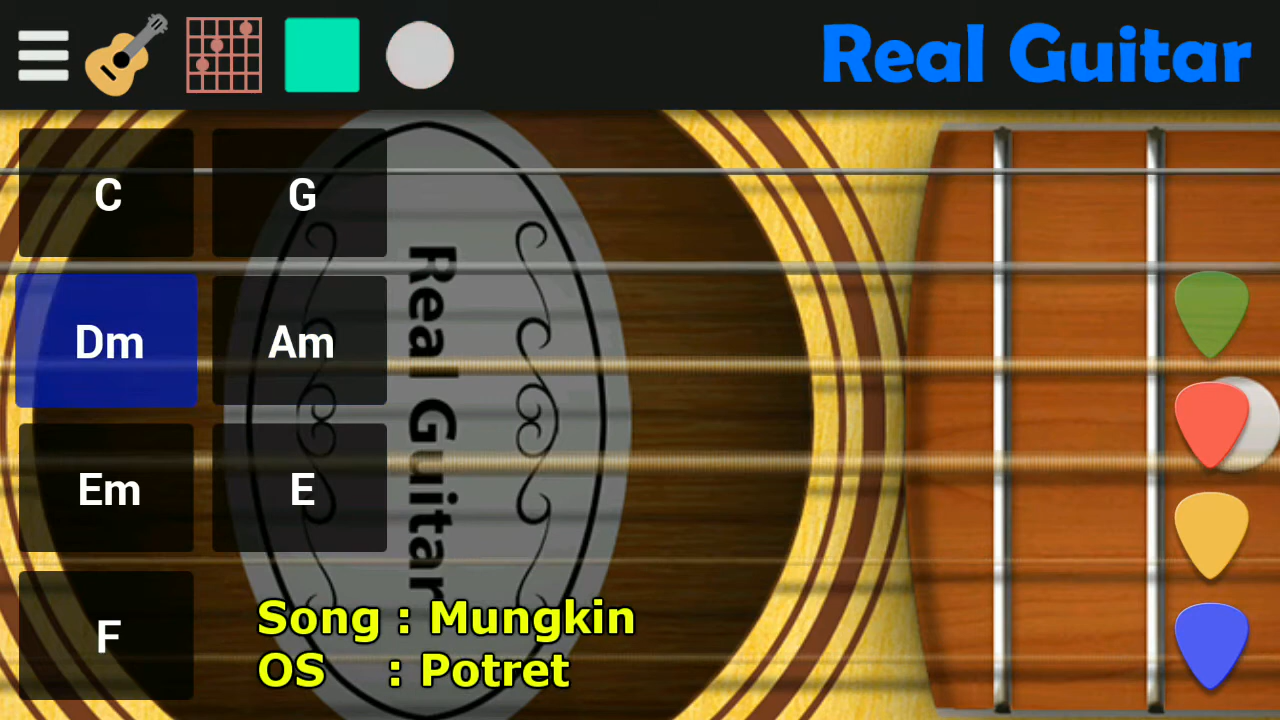 Real Guitar
C G
Dm Am
Em E
F
Real Guitar
Song : Mungkin
OS : Potret